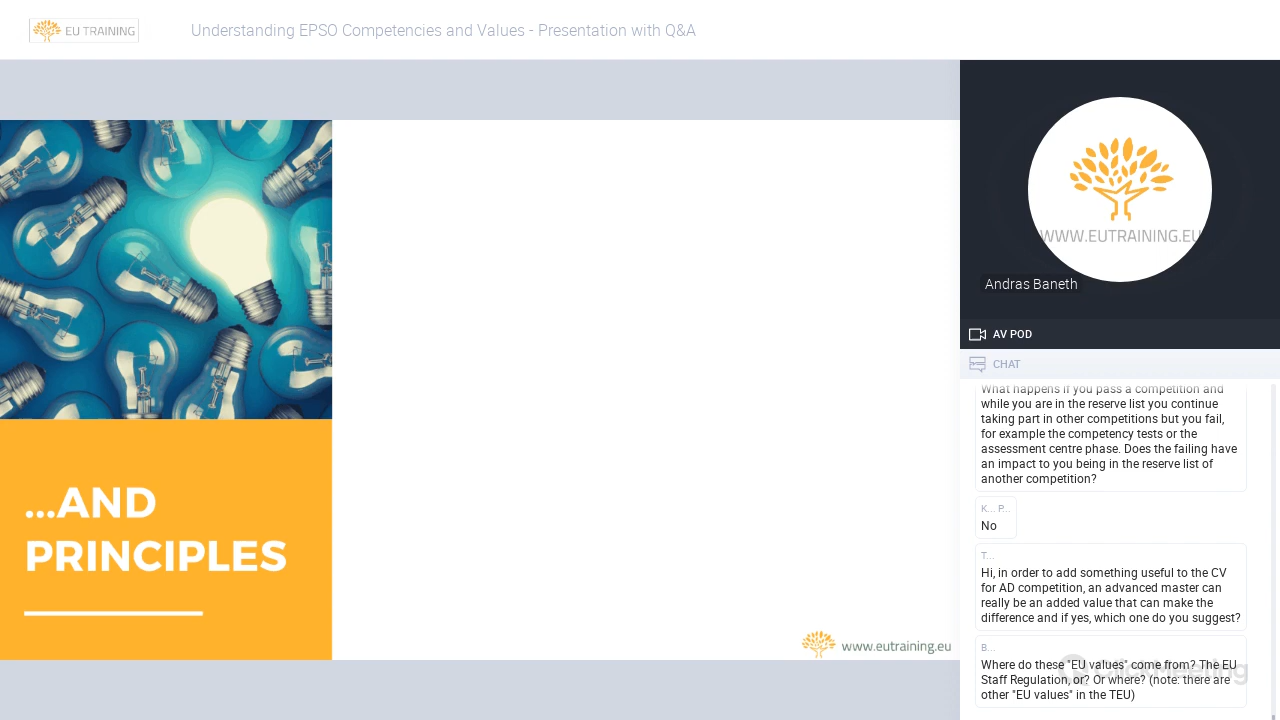 EU TRAINING
Understanding EPSO Competencies and Values - Presentation with Q&A
...AND
PRINCIPLES
www.eutraining.eu
WWW.EUTRAINING.EU
Andras Baneth
AV POD
CHAT
What happens if you pass a competition and
while you are in the reserve list you continue
taking part in other competitions but you fail,
for example the competency tests or the
assessment centre phase. Does the failing have
an impact to you being in the reserve list of
another competition?
K... P...
No
T...
Hi, in order to add something useful to the CV
for AD competition, an advanced master can
really be an added value that can make the
difference and if yes, which one do you suggest?
B...
Where do these "EU values" come from? The EU
Staff Regulation, or? Or where? (note: there are
other "EU values" in the TEU)